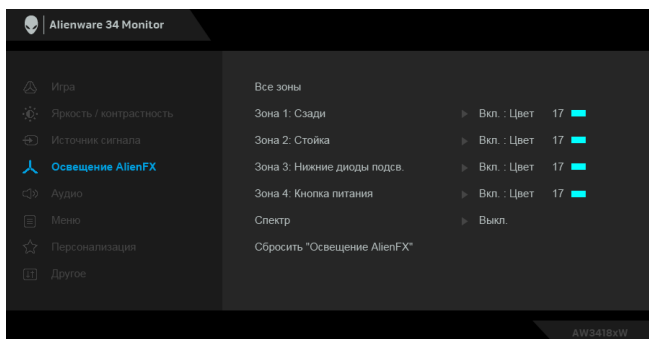 Alienware 34 Monitor
Игра
Яркость / контрастность
Источник сигнала
Освещение AlienFX
Аудио
Меню
Персонализация
Другое
Все зоны
Зона 1: Сзади Вкл. : Цвет 17
Зона 2: Стойка Вкл. : Цвет 17
Зона 3: Нижние диоды подсв. Вкл. : Цвет 17
Зона 4: Кнопка питания Вкл. : Цвет 17
Спектр Выкл.
Сбросить "Освещение AlienFX"
AW3418xW